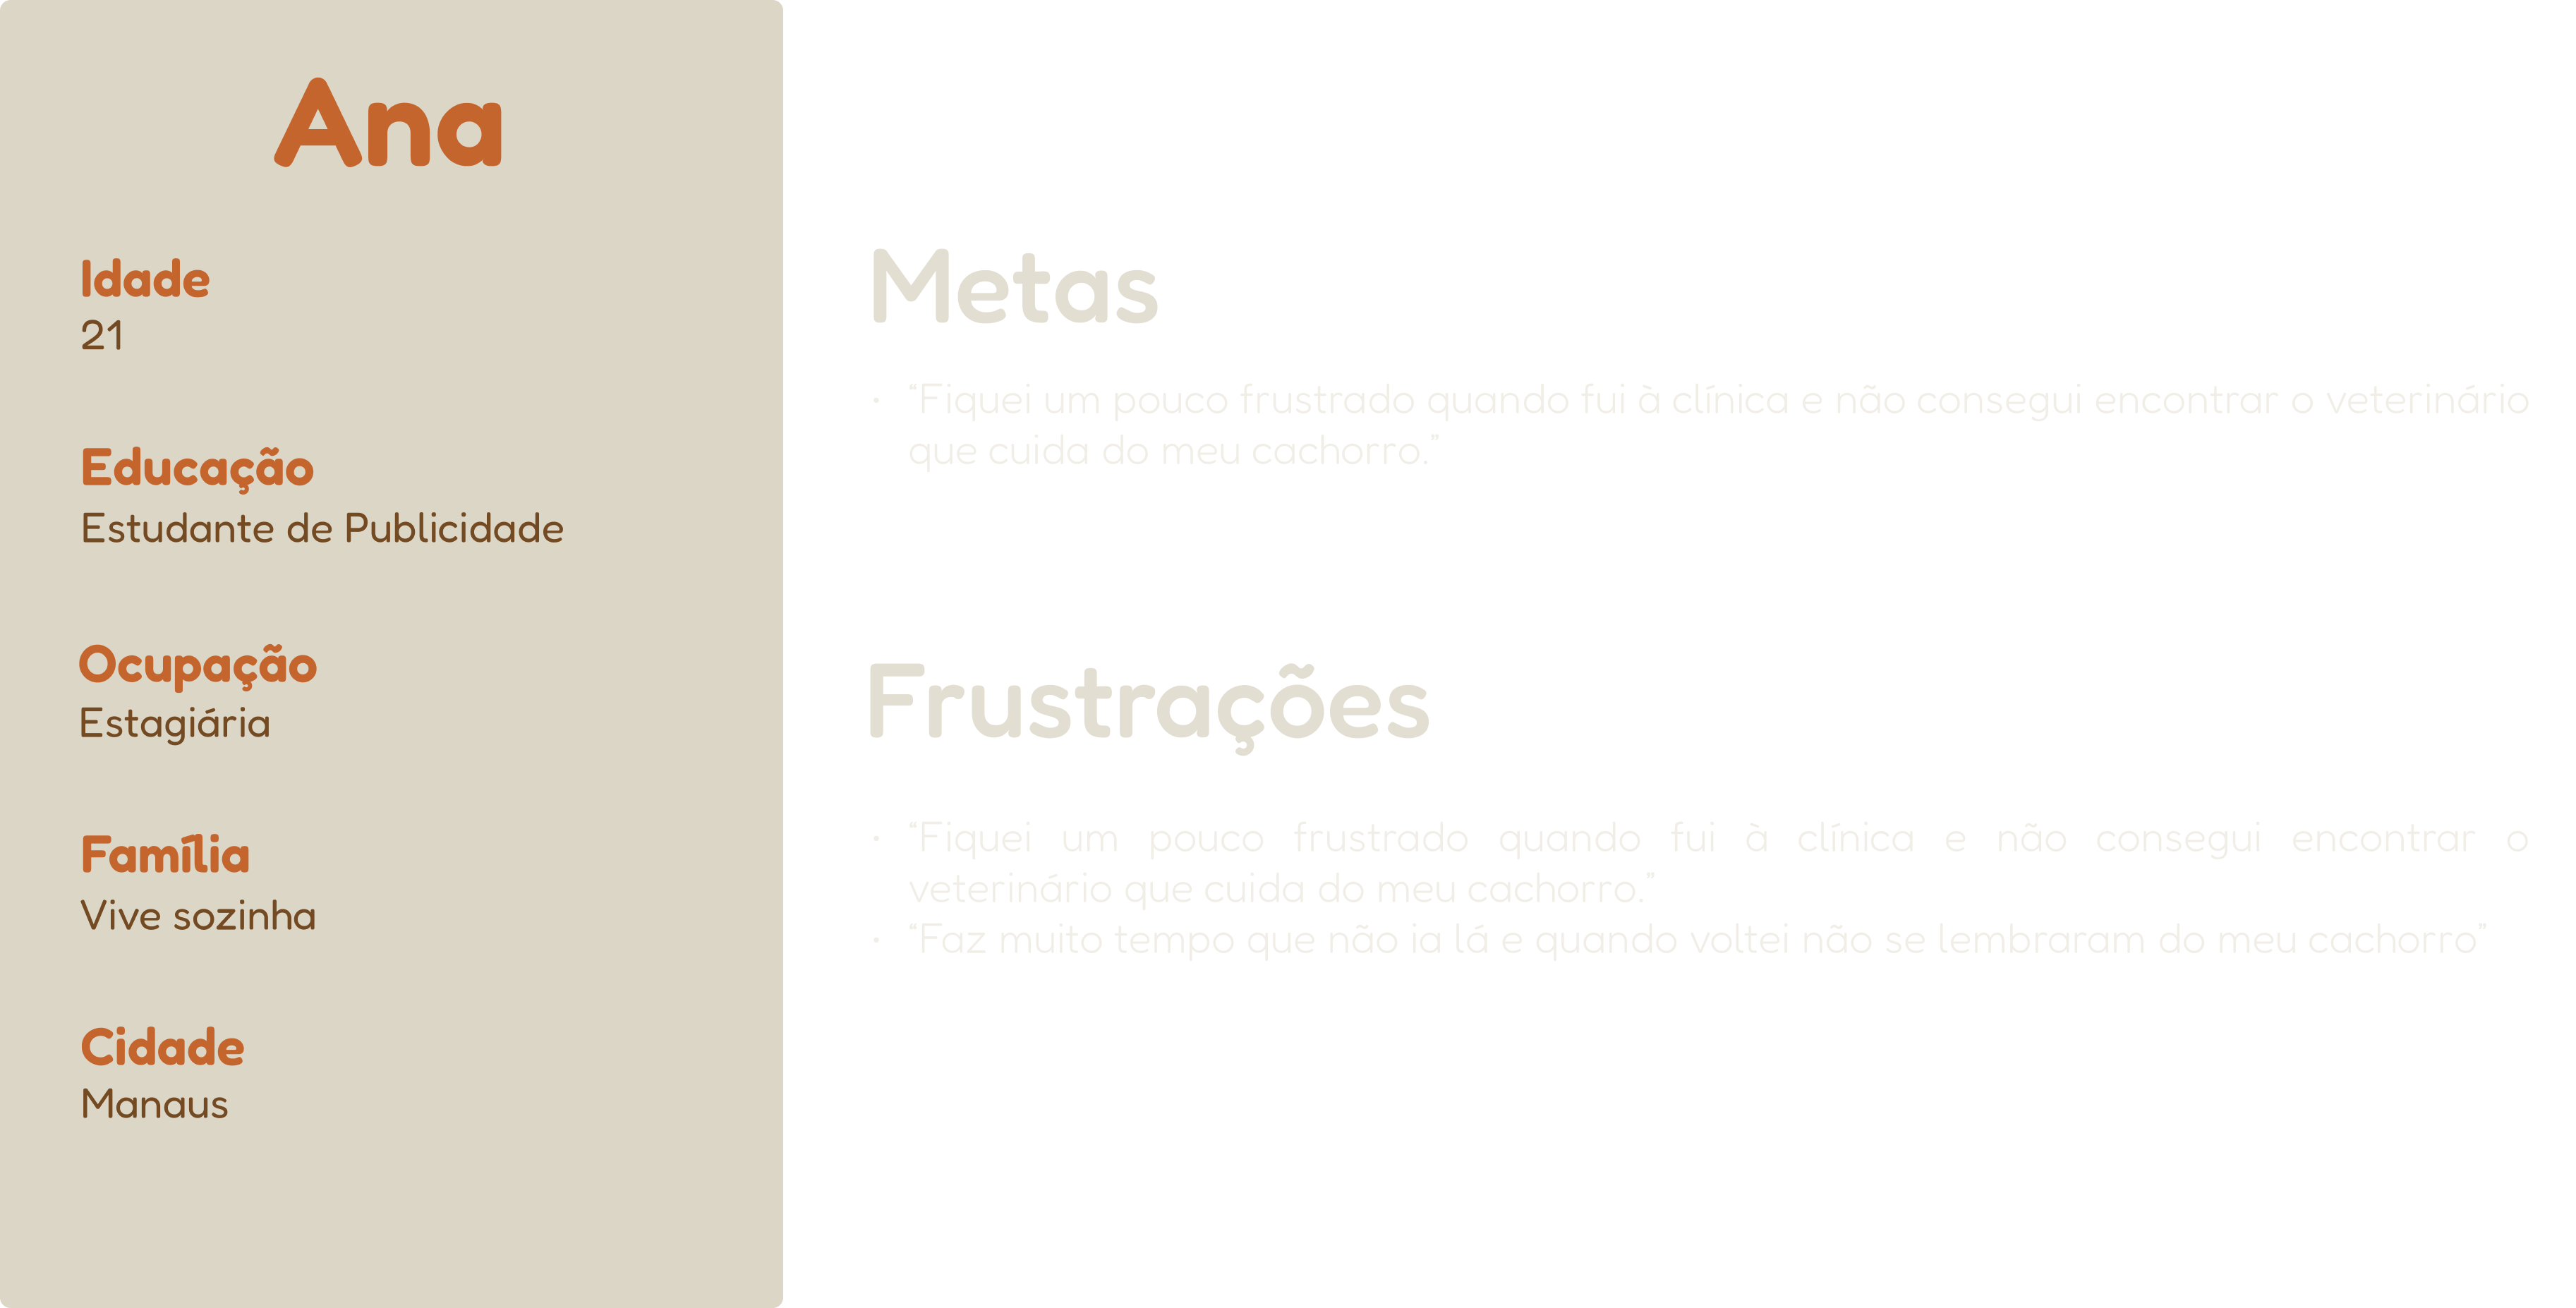 Ana
Idade
21
Educação
Estudante de Publicidade
Ocupação
Estagiária
Família
Vive sozinha
Cidade
Manaus
Metas
• “Fiquei um pouco frustrado quando fui à clínica e não consegui encontrar o veterinário
que cuida do meu cachorro.”
Frustrações
• “Fiquei um pouco frustrado quando fui à clínica e não consegui encontrar o
veterinário que cuida do meu cachorro.”
• “Faz muito tempo que não ia lá e quando voltei não se lembraram do meu cachorro”